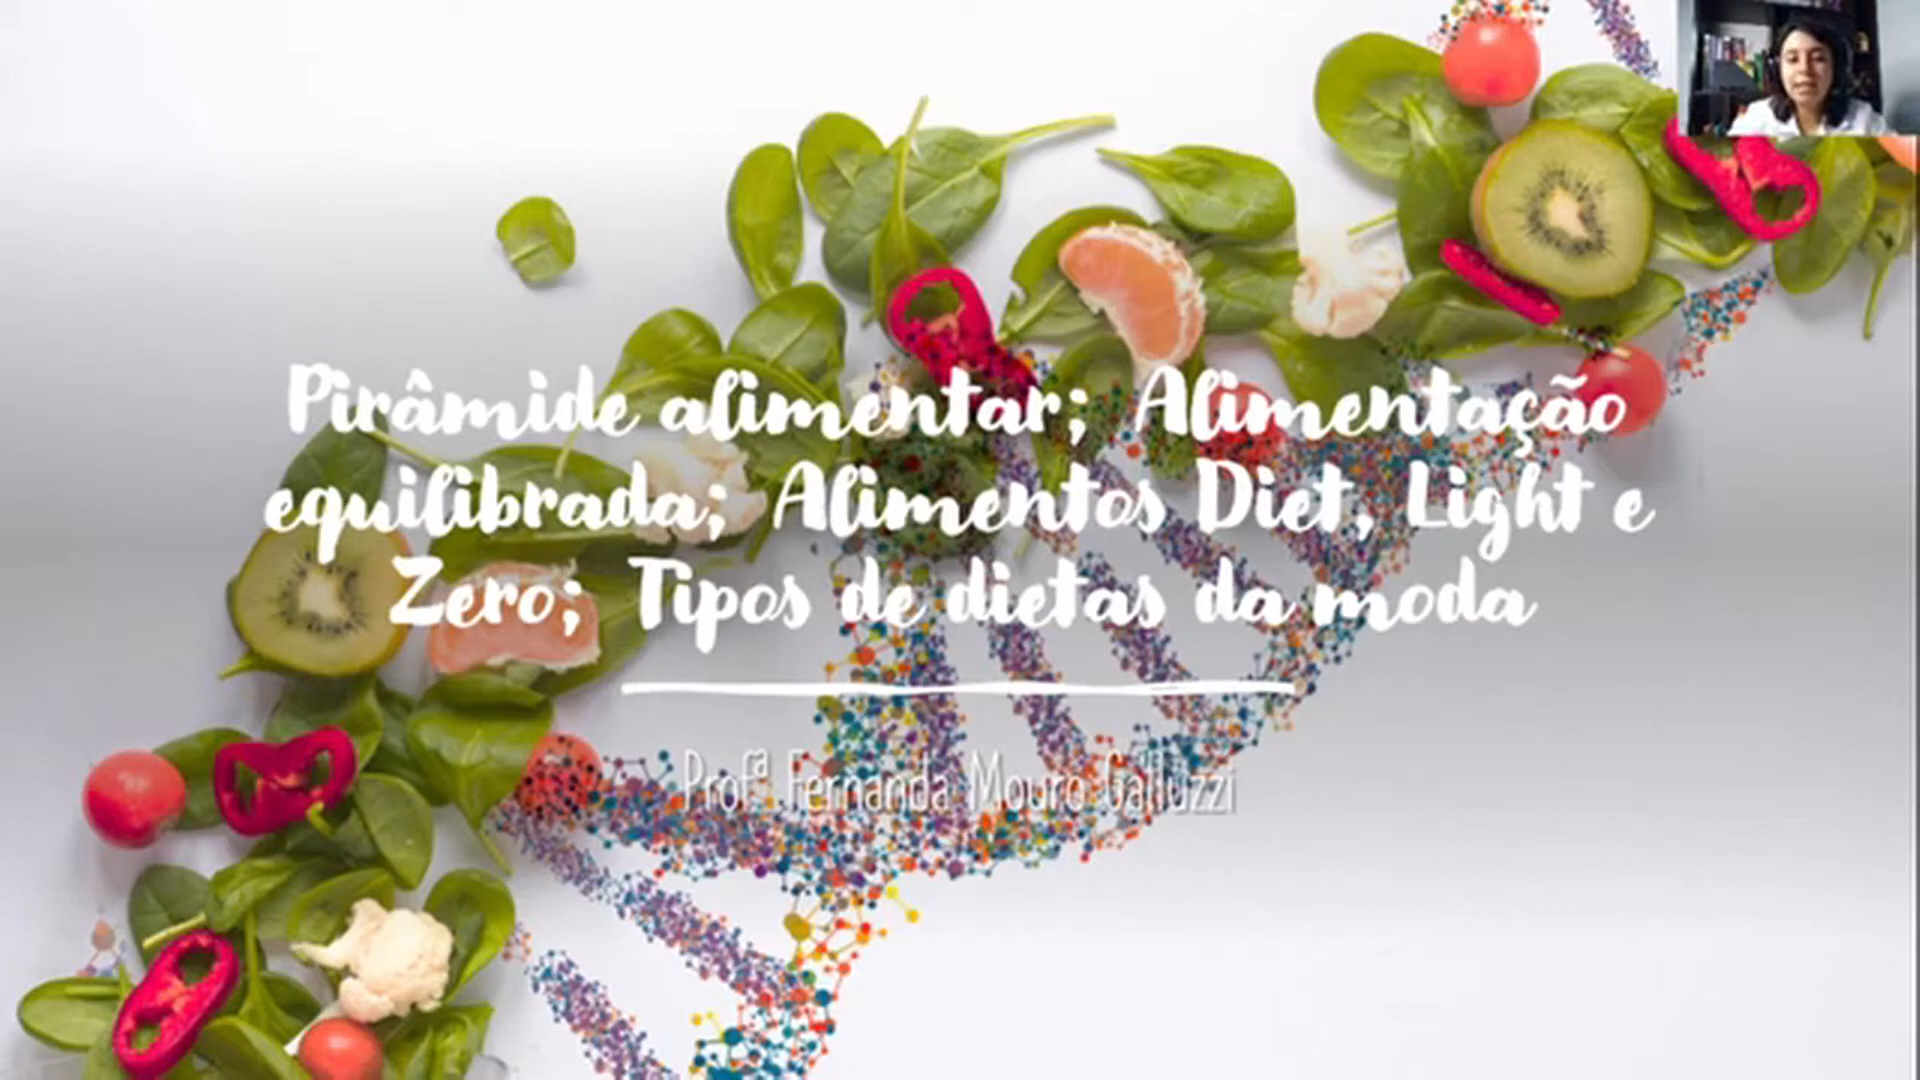 Pirâmide alimentar; Alimentação
equilibrada; Alimentos Diet, Light e
Zero; Tipos de dietas da moda
Profª Fernanda Mouro Galluzzi